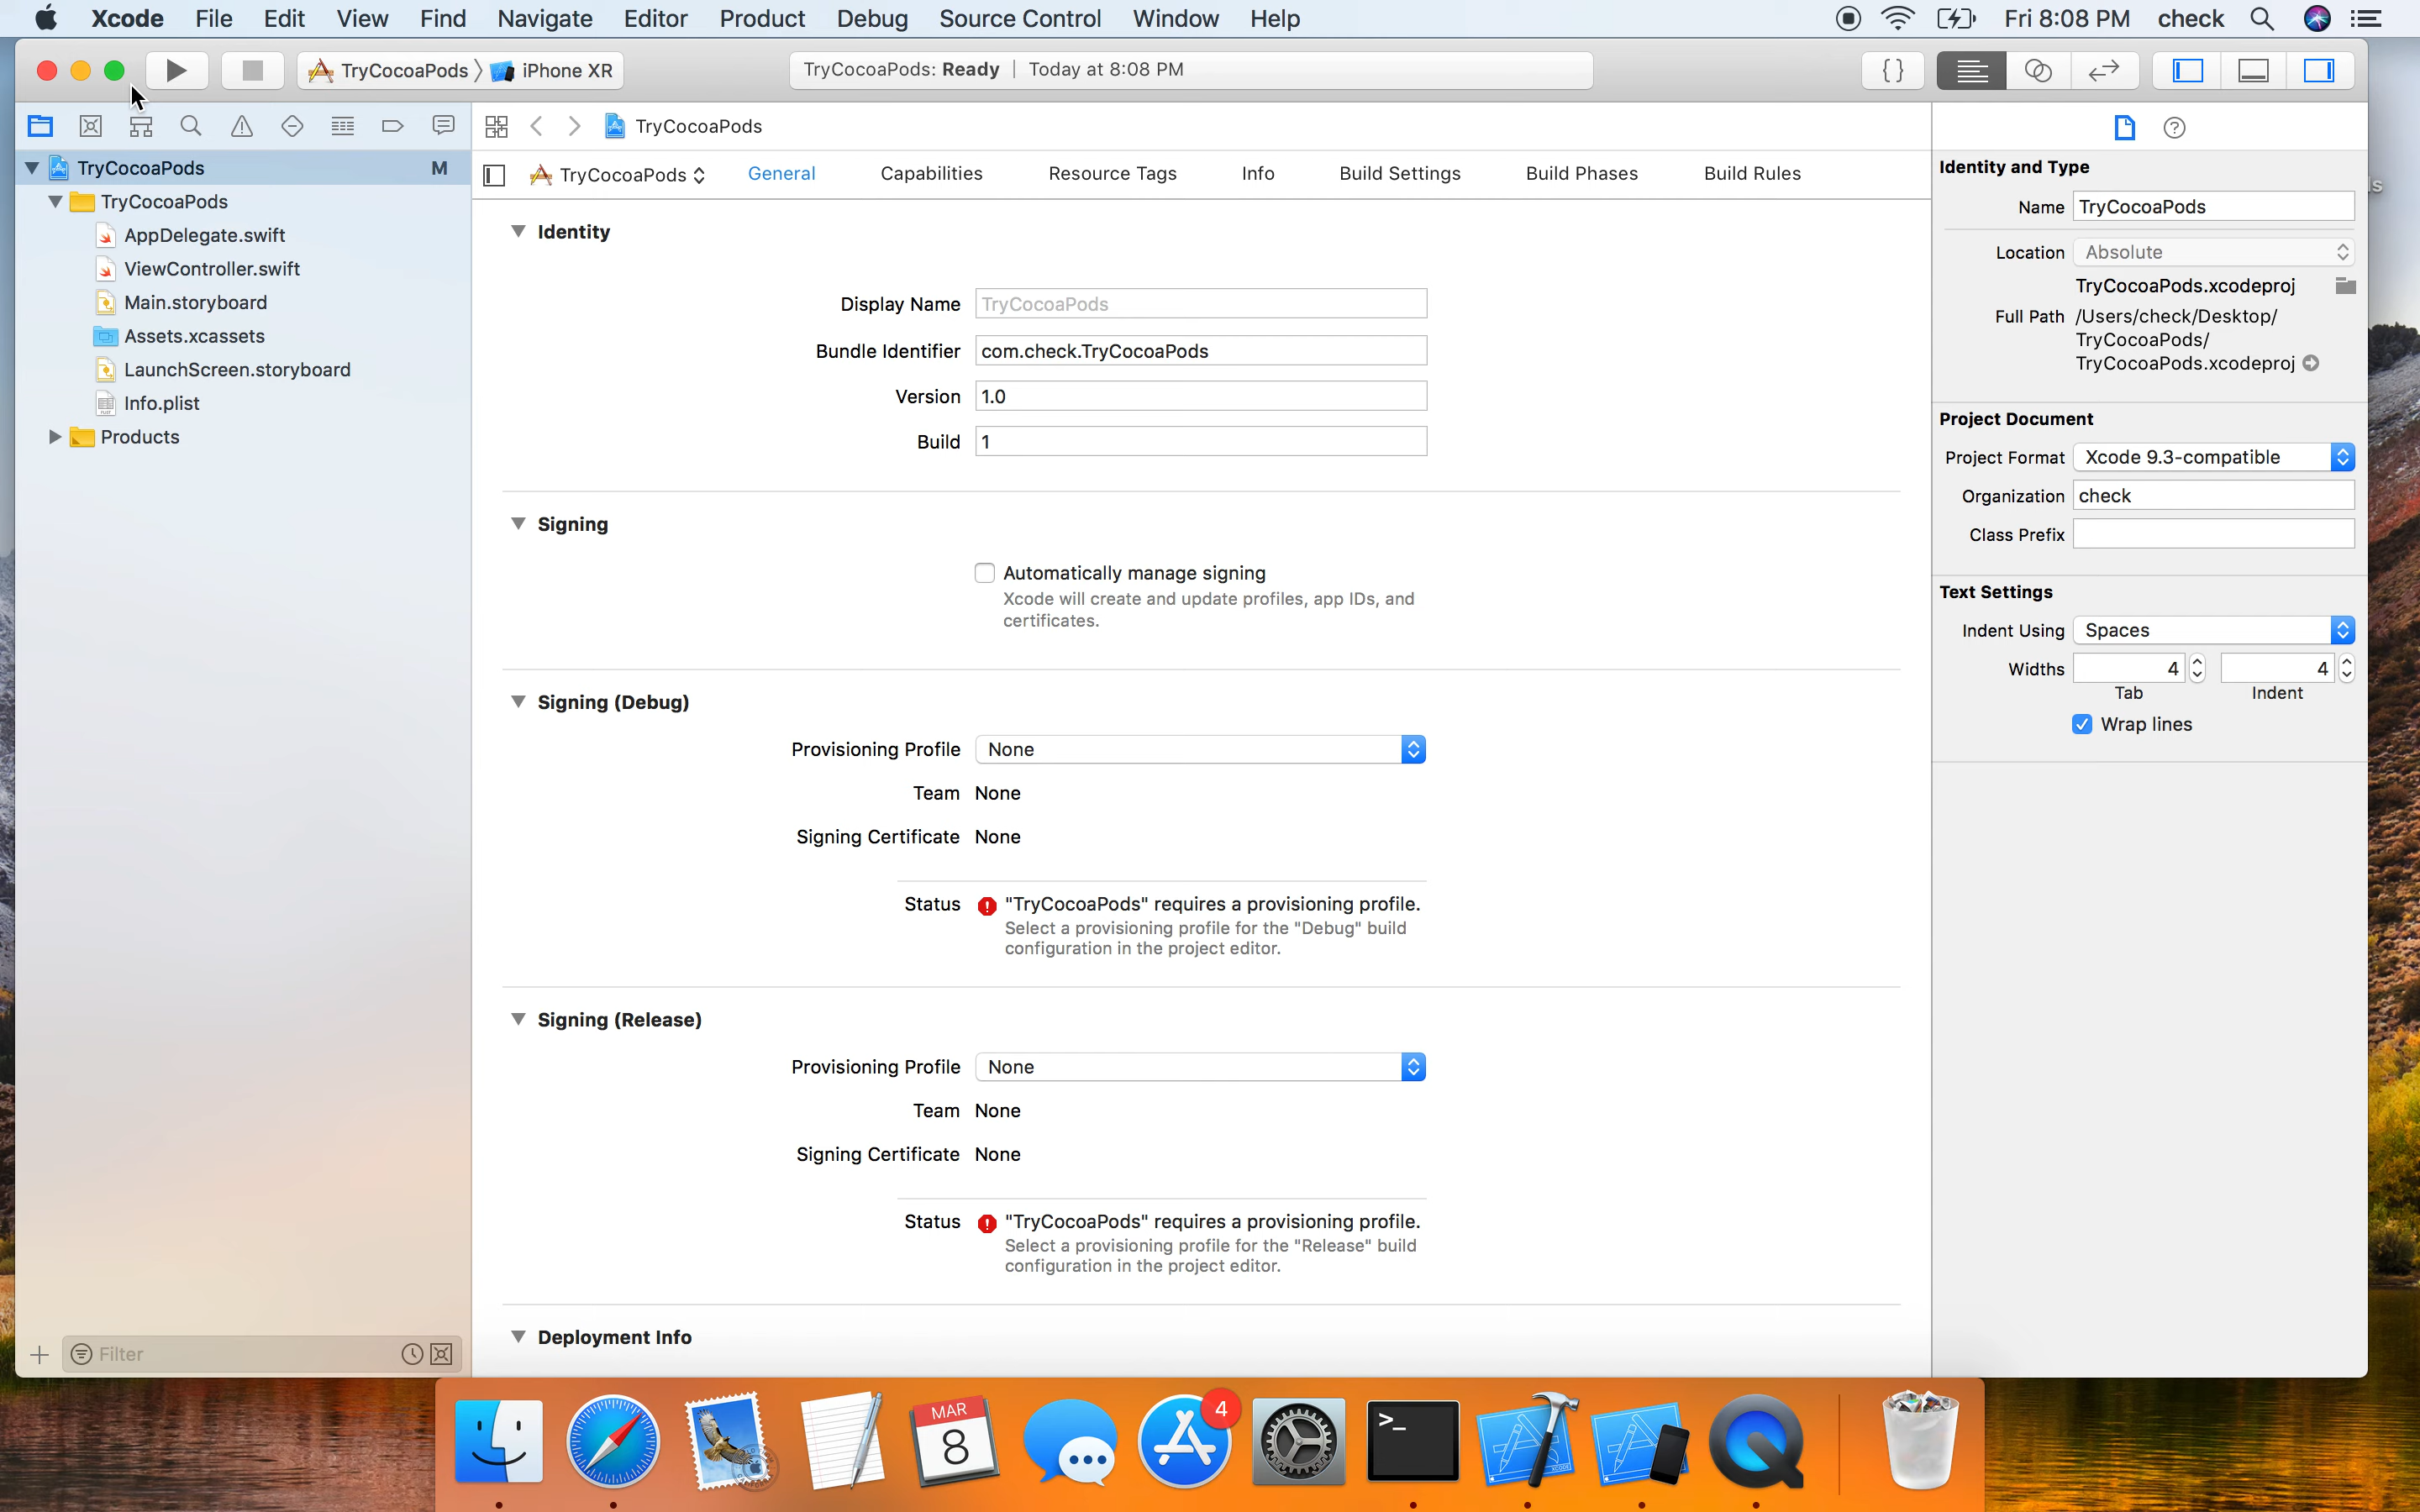 Xcode File Edit View Find Navigate Editor Product Debug Source Control Window Help Fri 8:08 PM check
TryCocoaPods iPhone XR TryCocoaPods: Ready | Today at 8:08 PM { }
TryCocoaPods
TryCocoaPods M
TryCocoaPods
AppDelegate.swift
ViewController.swift
Main.storyboard
Assets.xcassets
LaunchScreen.storyboard
Info.plist
Products
Filter
TryCocoaPods General Capabilities Resource Tags Info Build Settings Build Phases Build Rules
Identity
Display Name TryCocoaPods
Bundle Identifier com.check.TryCocoaPods
Version 1.0
Build 1
Signing
Automatically manage signing
Xcode will create and update profiles, app IDs, and
certificates.
Signing (Debug)
Provisioning Profile None
Team None
Signing Certificate None
Status "TryCocoaPods" requires a provisioning profile.
Select a provisioning profile for the "Debug" build
configuration in the project editor.
Signing (Release)
Provisioning Profile None
Team None
Signing Certificate None
Status "TryCocoaPods" requires a provisioning profile.
Select a provisioning profile for the "Release" build
configuration in the project editor.
Deployment Info
Identity and Type
Name TryCocoaPods
Location Absolute
TryCocoaPods.xcodeproj
Full Path /Users/check/Desktop/
TryCocoaPods/
TryCocoaPods.xcodeproj
Project Document
Project Format Xcode 9.3-compatible
Organization check
Class Prefix
Text Settings
Indent Using Spaces
Widths 4 4
Tab Indent
Wrap lines
ls
MAR
8
4
>_